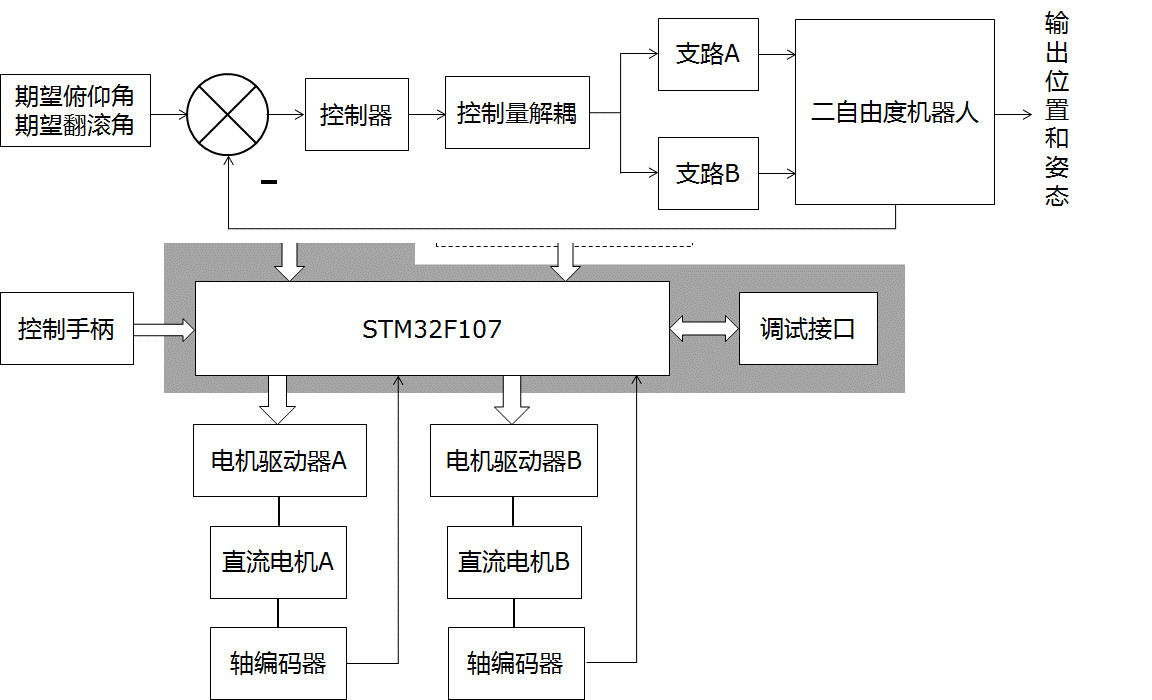 期望俯仰角
期望翻滚角
控制器
控制量解耦
支路A
支路B
二自由度机器人
输出位置和姿态
控制手柄
STM32F107
调试接口
电机驱动器A
电机驱动器B
直流电机A
直流电机B
轴编码器
轴编码器